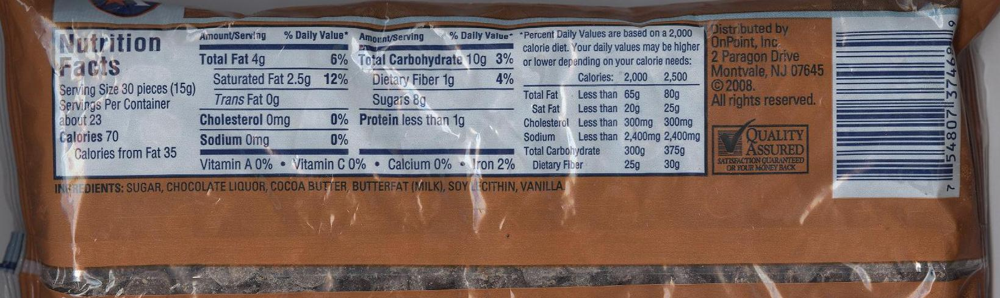 Nutrition
Facts
Serving Size 30 pieces (15g)
Servings Per Container
about 23
Calories 70
Calories from Fat 35
Amount/Serving % Daily Value*
Total Fat 4g 6%
Saturated Fat 2.5g 12%
Trans Fat 0g
Cholesterol 0mg 0%
Sodium 0mg 0%
Amount/Serving % Daily Value*
Total Carbohydrate 10g 3%
Dietary Fiber 1g 4%
Sugars 8g
Protein less than 1g
Vitamin A 0% • Vitamin C 0% • Calcium 0% • Iron 2%
*Percent Daily Values are based on a 2,000
calorie diet. Your daily values may be higher
or lower depending on your calorie needs:
Calories: 2,000 2,500
Total Fat Less than 65g 80g
Sat Fat Less than 20g 25g
Cholesterol Less than 300mg 300mg
Sodium Less than 2,400mg 2,400mg
Total Carbohydrate 300g 375g
Dietary Fiber 25g 30g
INGREDIENTS: SUGAR, CHOCOLATE LIQUOR, COCOA BUTTER, BUTTERFAT (MILK), SOY LECITHIN, VANILLA.
Distributed by
OnPoint, Inc.
2 Paragon Drive
Montvale, NJ 07645
©2008.
All rights reserved.
QUALITY
ASSURED
SATISFACTION GUARANTEED
OR YOUR MONEY BACK
7 54807 37469 9